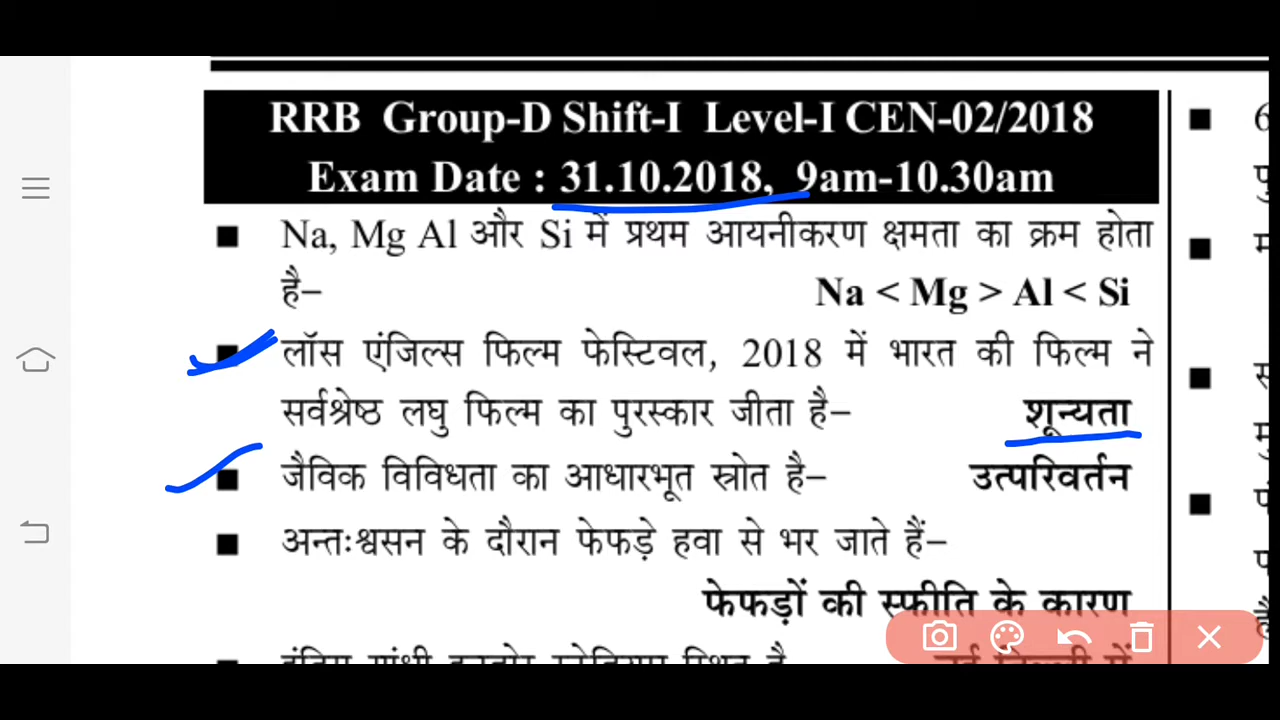 RRB Group-D Shift-I Level-I CEN-02/2018
Exam Date : 31.10.2018, 9am-10.30am
■ Na, Mg Al और Si में प्रथम आयनीकरण क्षमता का क्रम होता
है– Na < Mg > Al < Si
■ लॉस एंजिल्स फिल्म फेस्टिवल, 2018 में भारत की फिल्म ने
सर्वश्रेष्ठ लघु फिल्म का पुरस्कार जीता है– शून्यता
■ जैविक विविधता का आधारभूत स्रोत है– उत्परिवर्तन
■ अन्तःश्वसन के दौरान फेफड़े हवा से भर जाते हैं–
फेफड़ों की स्फीति के कारण